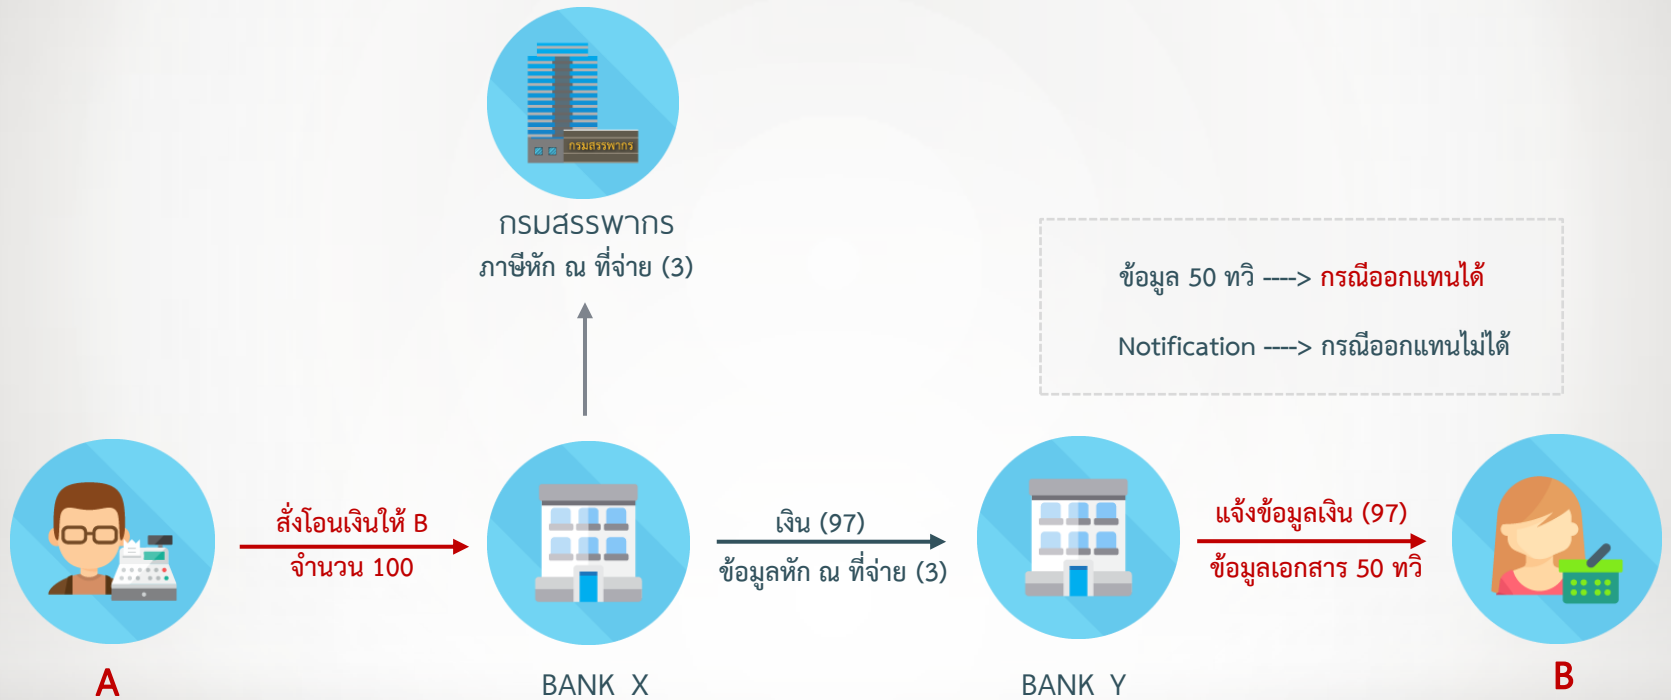 กรมสรรพากร
กรมสรรพากร
ภาษีหัก ณ ที่จ่าย (3)
ข้อมูล 50 ทวิ ----> กรณีออกแทนได้
Notification ----> กรณีออกแทนไม่ได้
สั่งโอนเงินให้ B
จำนวน 100
เงิน (97)
ข้อมูลหัก ณ ที่จ่าย (3)
แจ้งข้อมูลเงิน (97)
ข้อมูลเอกสาร 50 ทวิ
A
BANK X
BANK Y
B